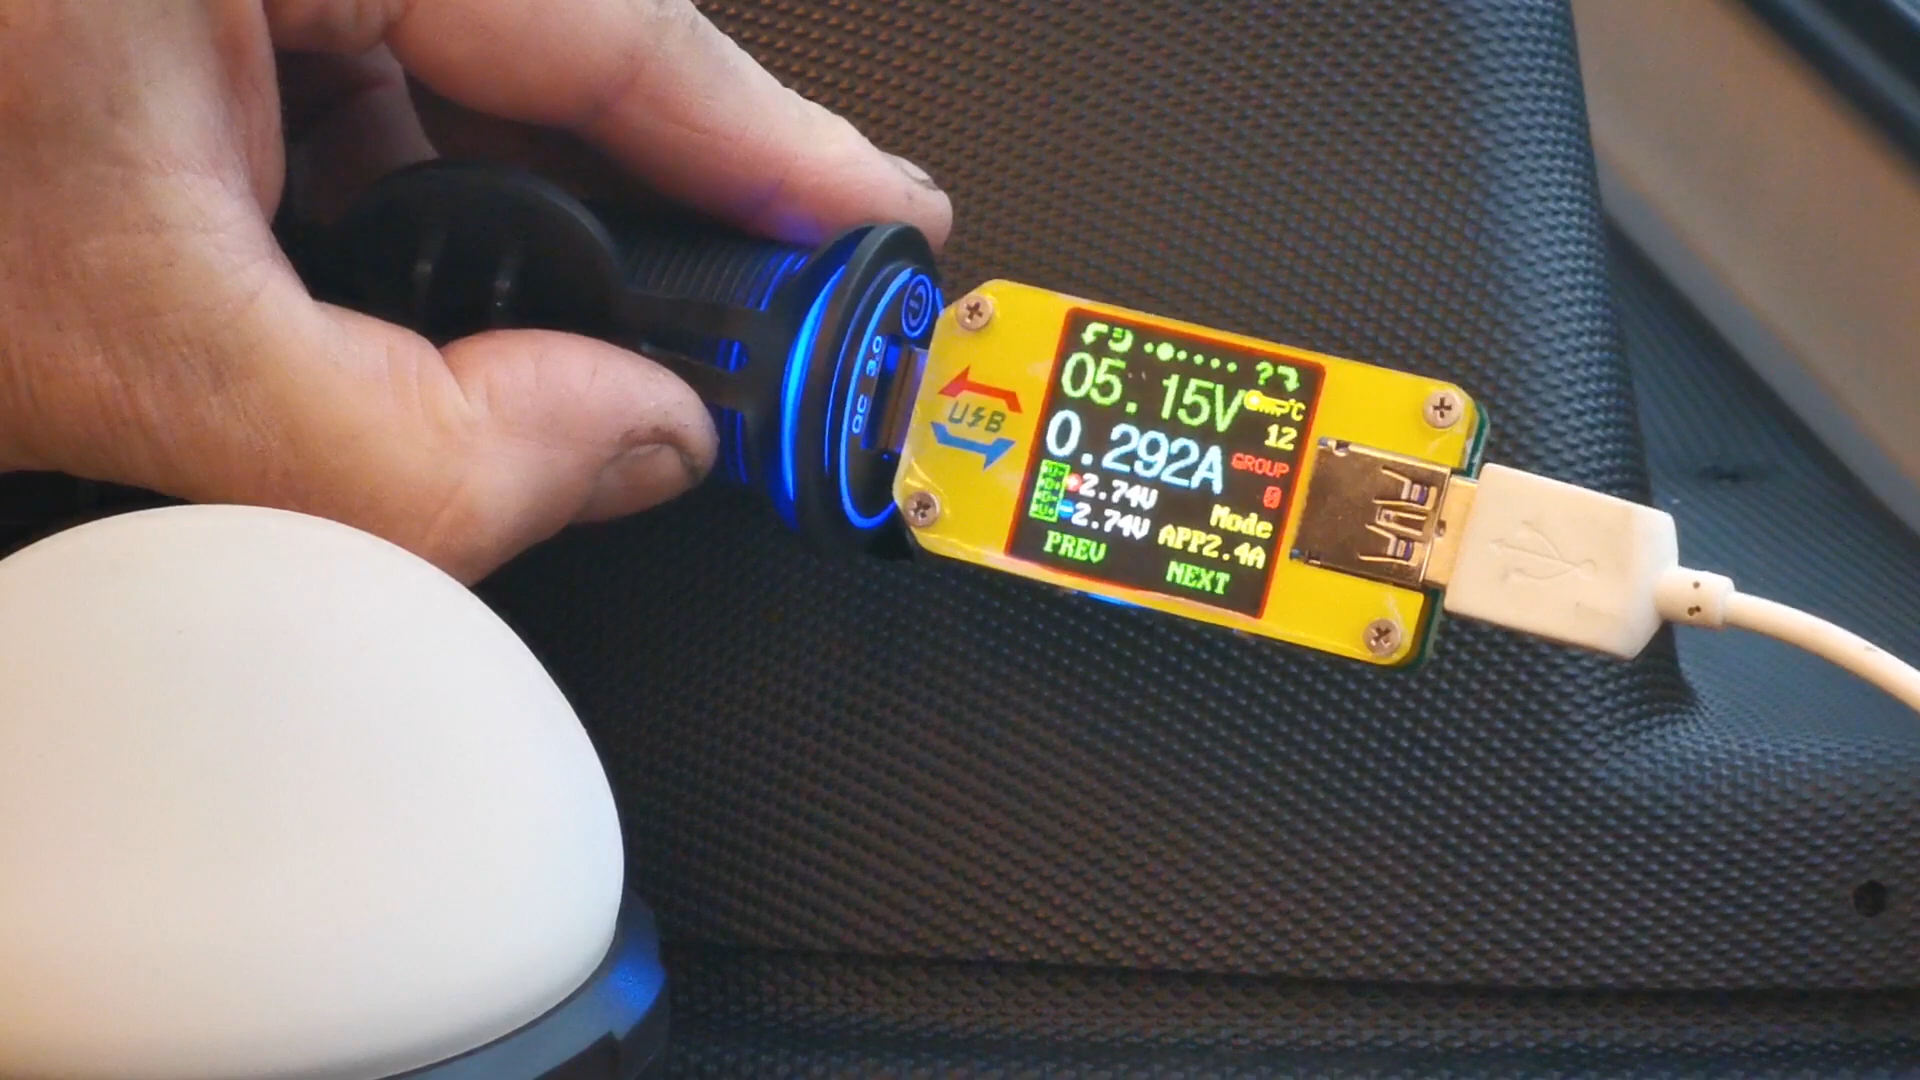 QC 3.0
USB
?
05.15V
℃
12
0.292A
GROUP
0
+2.74V
-2.74V
Mode
APP2.4A
PREV
NEXT